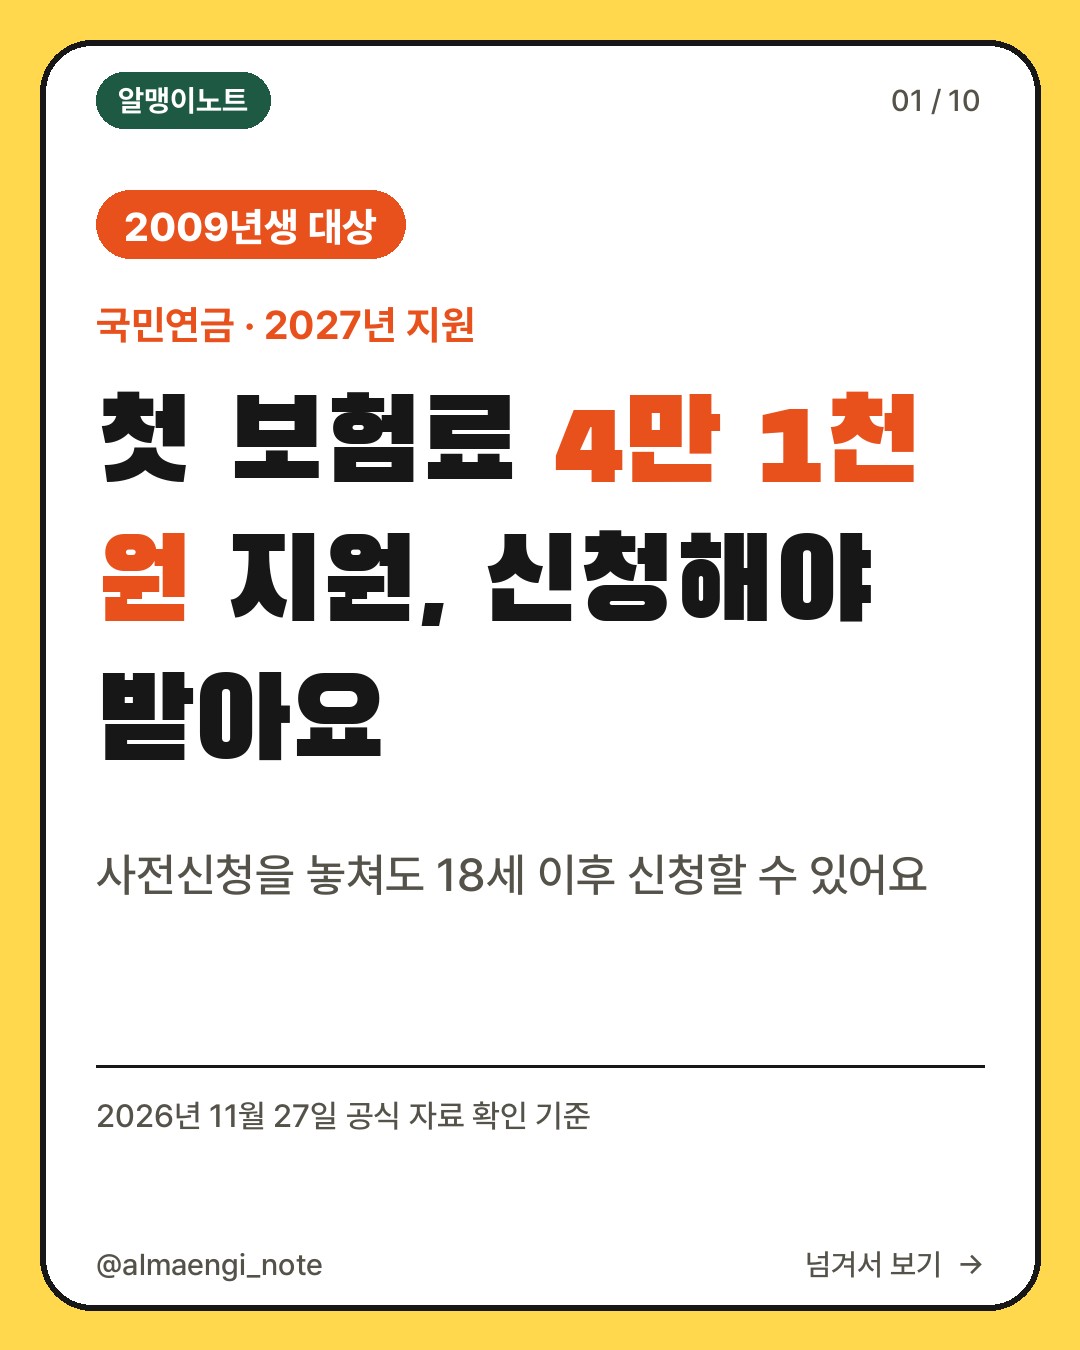 알맹이노트
01 / 10
2009년생 대상
국민연금 · 2027년 지원
첫 보험료 4만 1천
원 지원, 신청해야
받아요
사전신청을 놓쳐도 18세 이후 신청할 수 있어요
2026년 11월 27일 공식 자료 확인 기준
@almaengi_note
넘겨서 보기 →